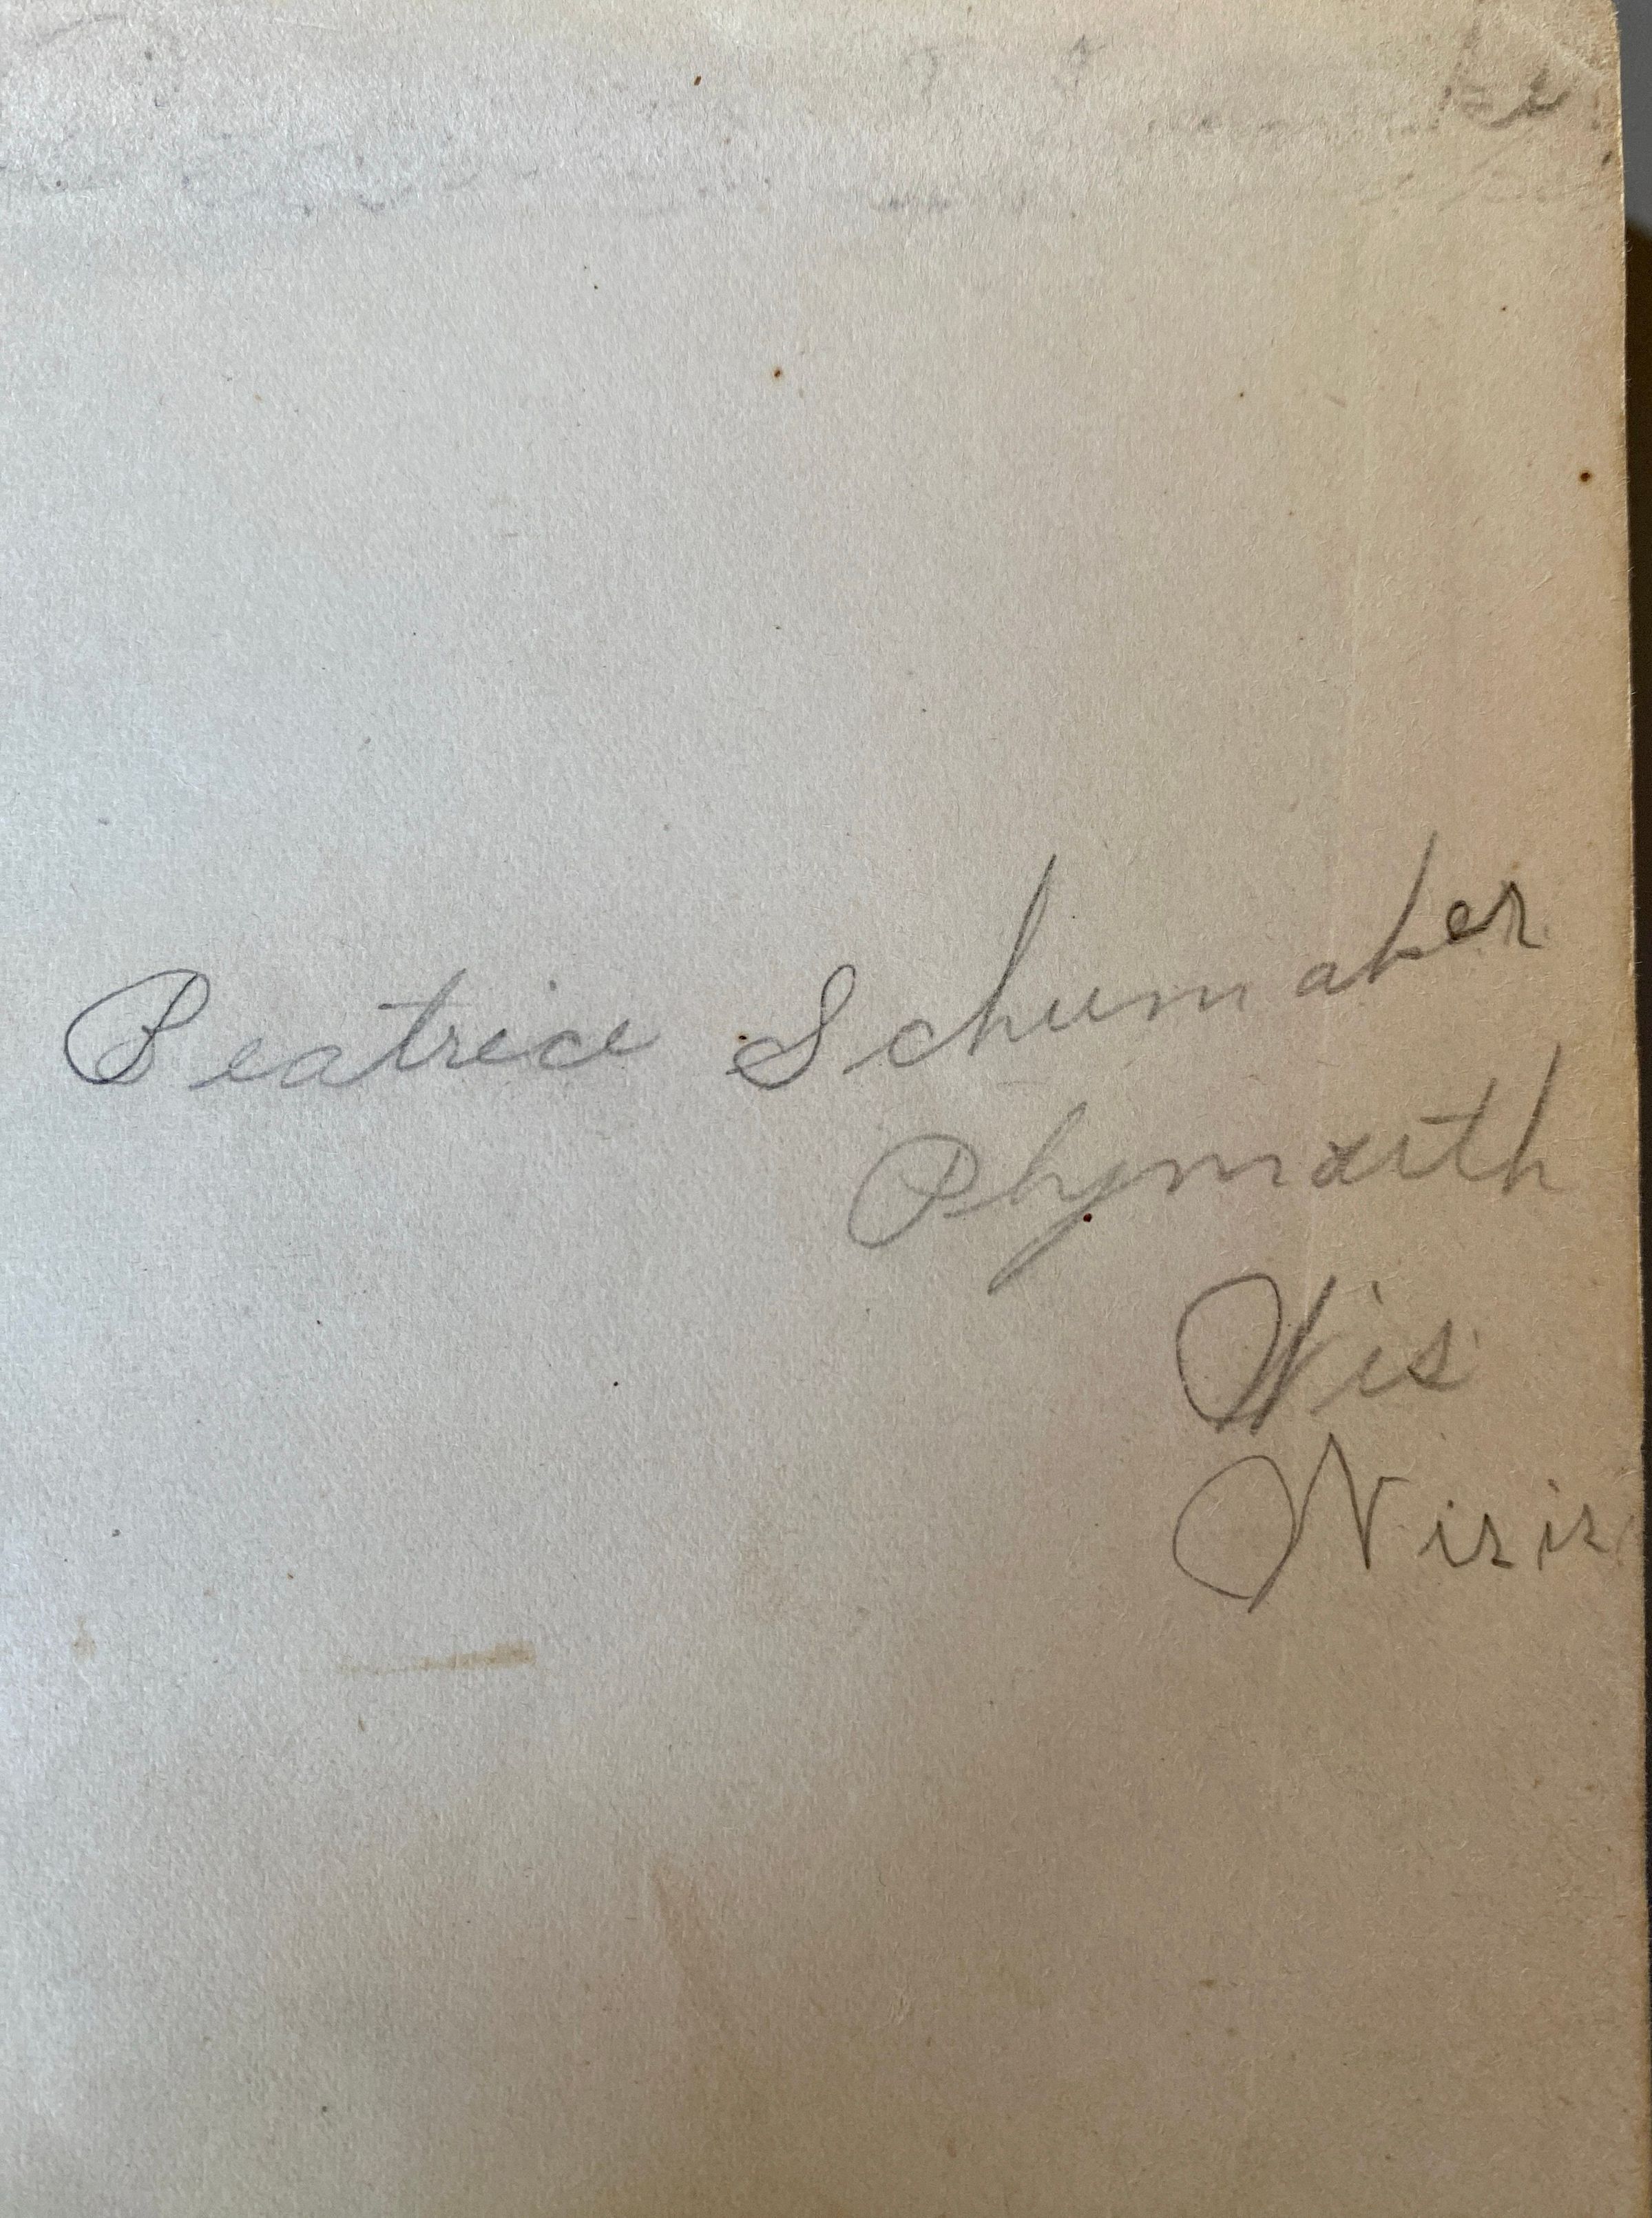 Beatrice Schumaker
Plymouth
Wis